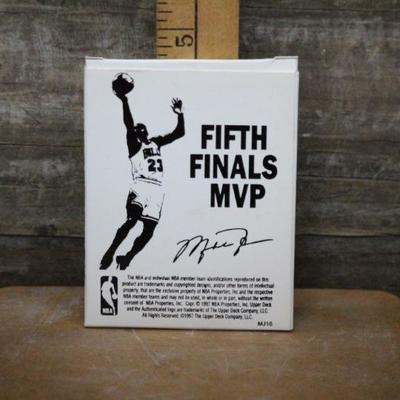 5
FIFTH
FINALS
MVP
BULLS
23
The NBA and individual NBA member team identifications reproduced on this
product are trademarks and copyrighted designs, and/or other forms of intellectual
property, that are the exclusive property of NBA Properties, Inc and the respective
NBA member teams and may not be used, in whole or in part, without the written
consent of NBA Properties, Inc. Copr. © 1997 NBA Properties, Inc. Upper Deck
and the Authenticated logo are trademarks of The Upper Deck Company, LLC.
All Rights Reserved. ©1997 The Upper Deck Company, LLC.
NBA
MJ16